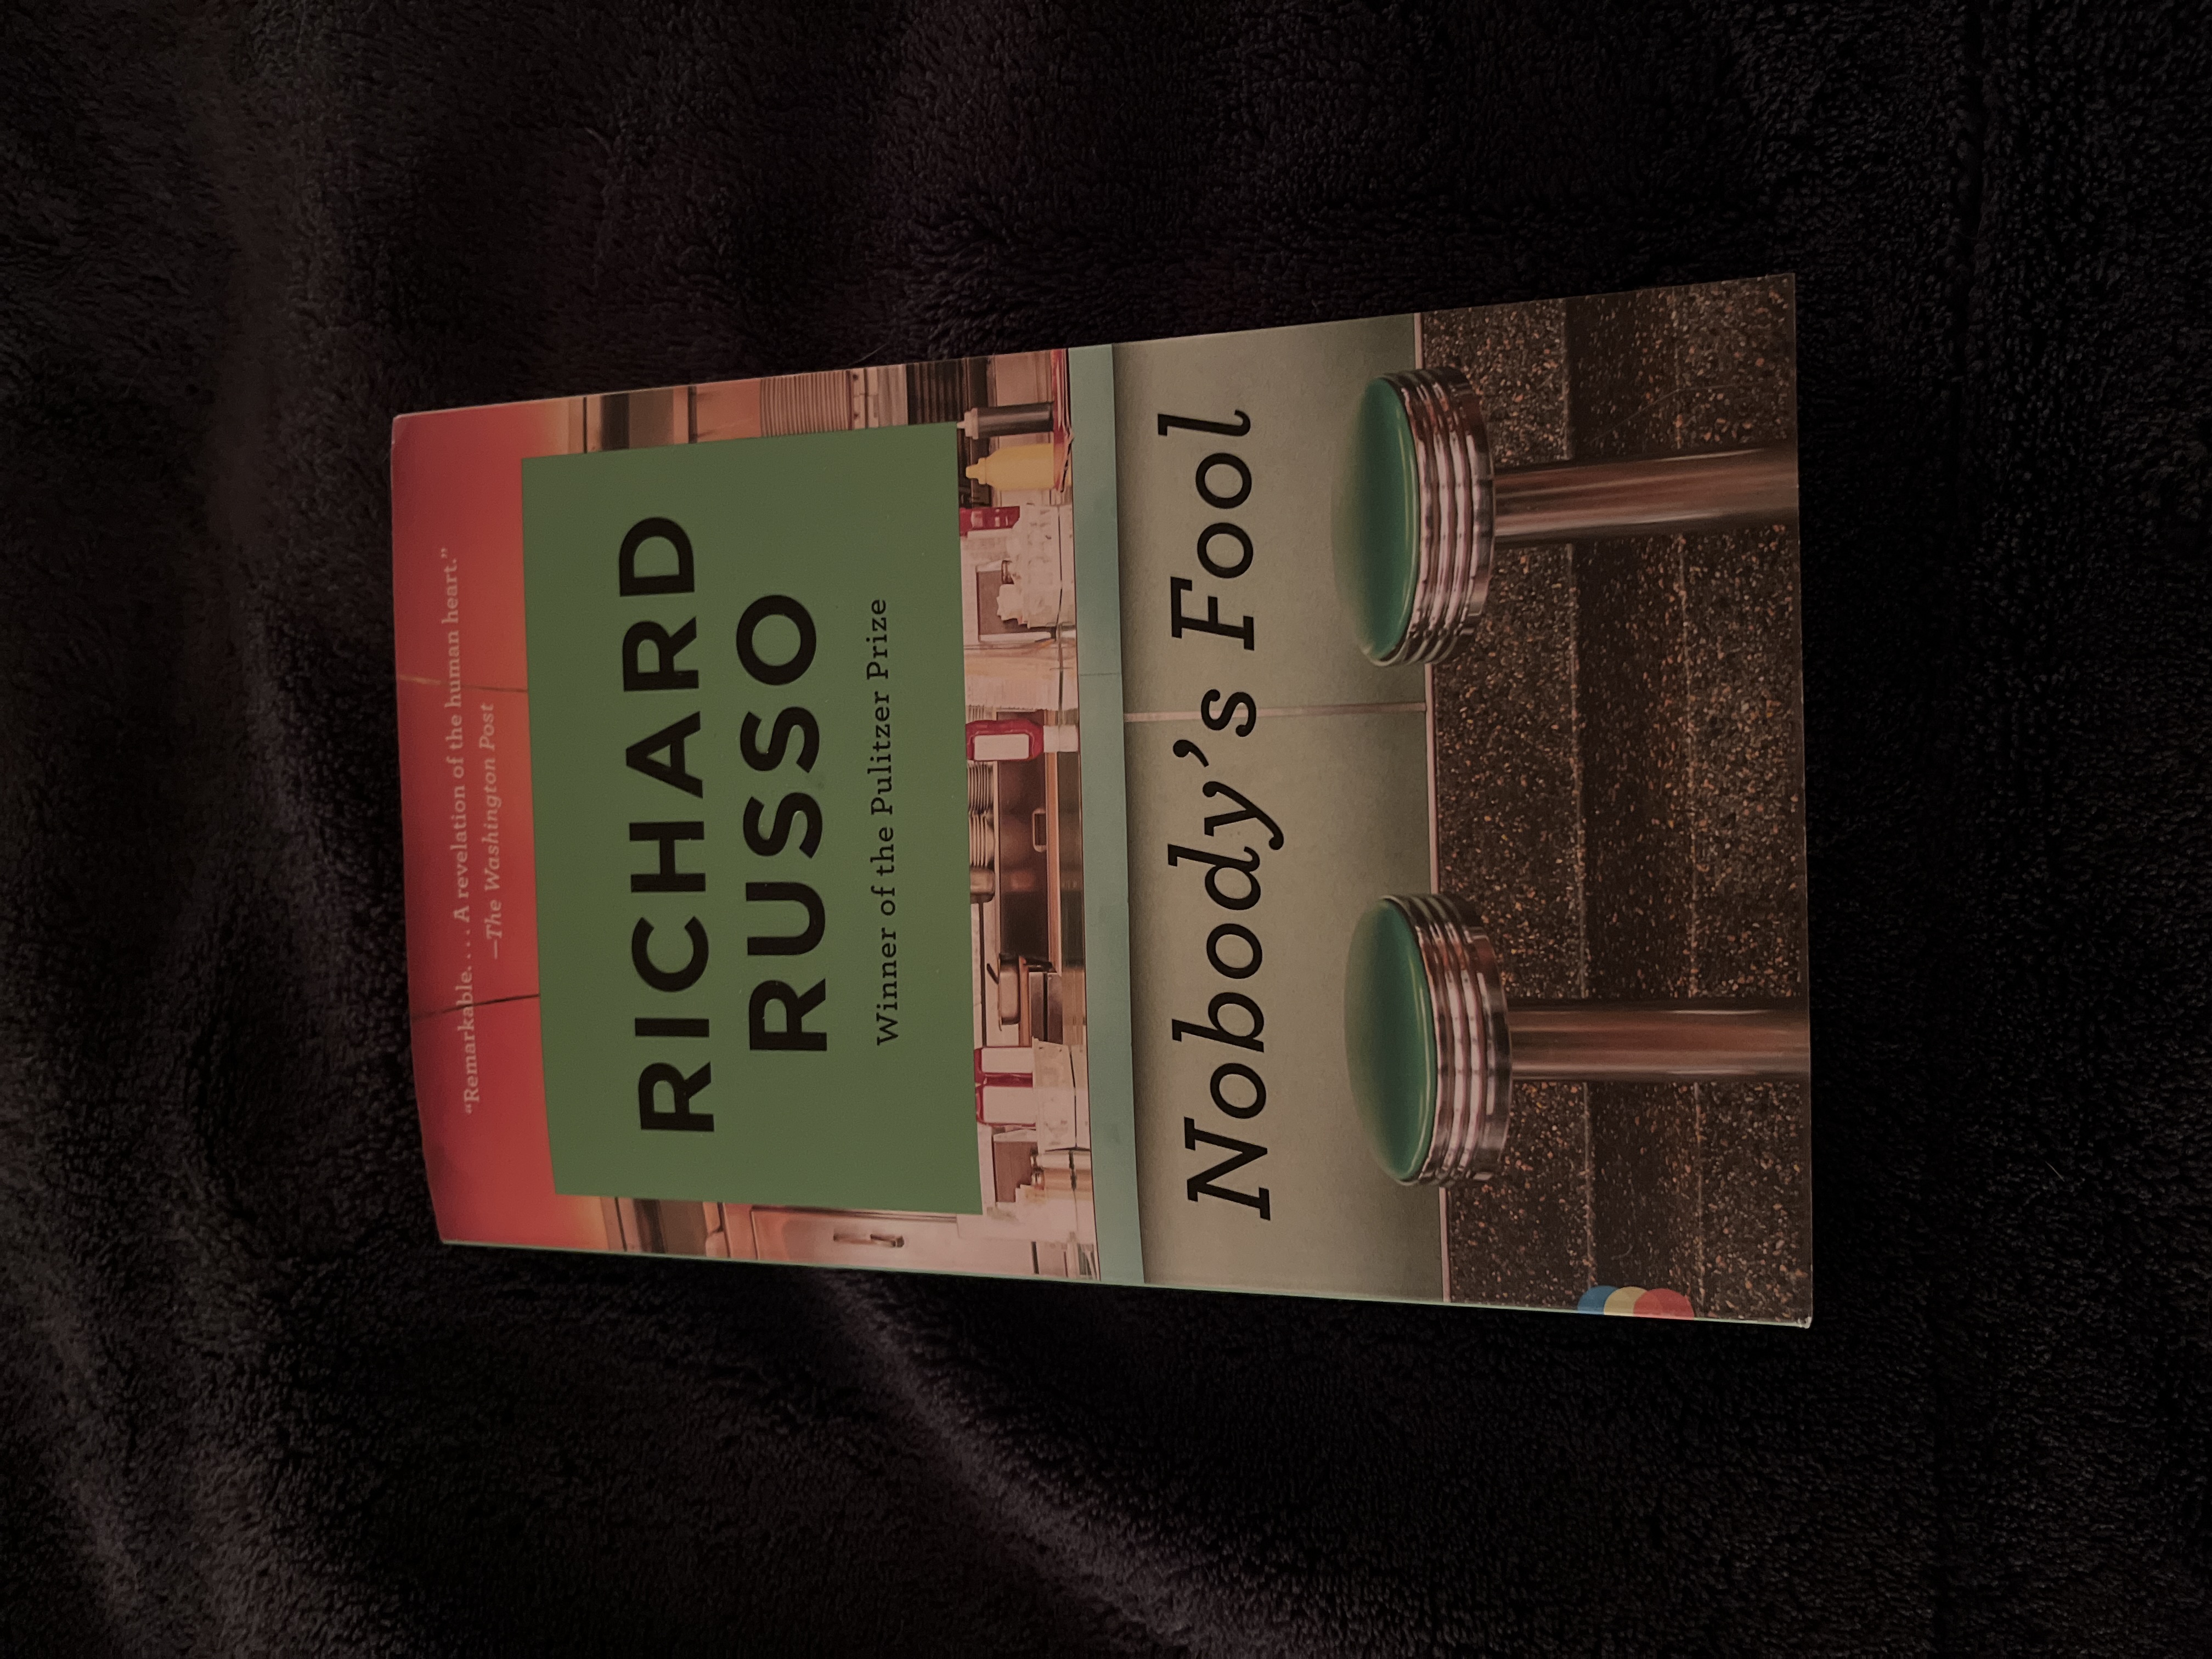 “Remarkable. . . . A revelation of the human heart.”
—The Washington Post
RICHARD
RUSSO
Winner of the Pulitzer Prize
Nobody’s Fool